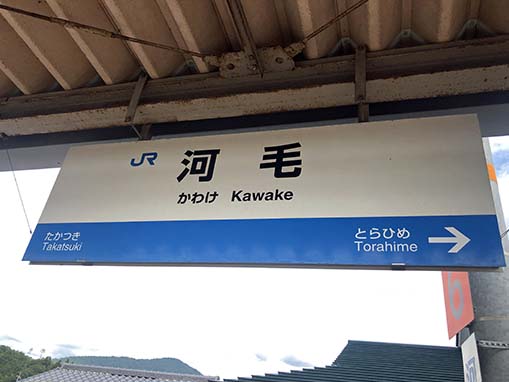 JR 河毛
かわけ Kawake
たかつき
Takatsuki
とらひめ
Torahime